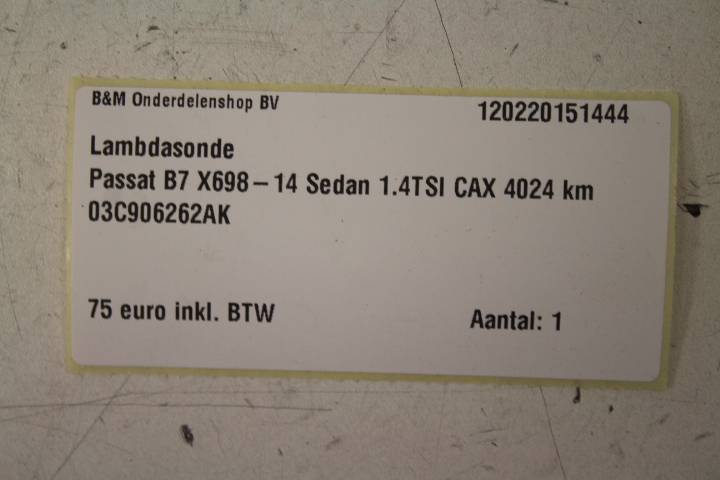 B&M Onderdelenshop BV
120220151444
Lambdasonde
Passat B7 X698-14 Sedan 1.4TSI CAX 4024 km
03C906262AK
75 euro inkl. BTW
Aantal: 1